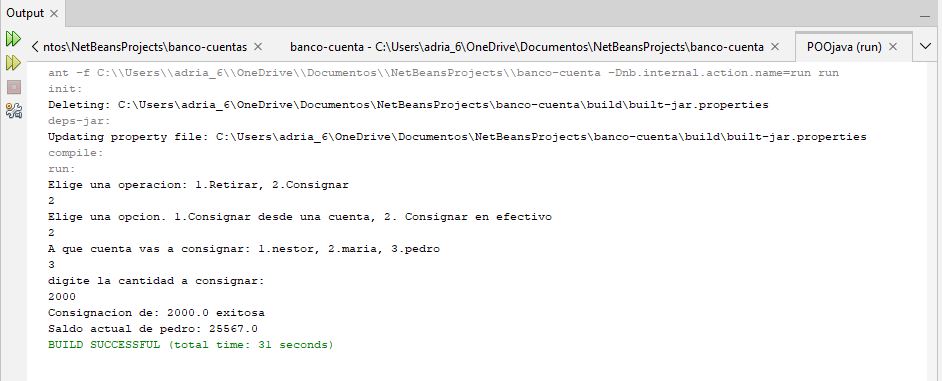 Output
ntos\NetBeansProjects\banco-cuentas
banco-cuenta - C:\Users\adria_6\OneDrive\Documentos\NetBeansProjects\banco-cuenta
POOjava (run)
ant -f C:\\Users\\adria_6\\OneDrive\\Documentos\\NetBeansProjects\\banco-cuenta -Dnb.internal.action.name=run run
init:
Deleting: C:\Users\adria_6\OneDrive\Documentos\NetBeansProjects\banco-cuenta\build\built-jar.properties
deps-jar:
Updating property file: C:\Users\adria_6\OneDrive\Documentos\NetBeansProjects\banco-cuenta\build\built-jar.properties
compile:
run:
Elige una operacion: 1.Retirar, 2.Consignar
2
Elige una opcion. 1.Consignar desde una cuenta, 2. Consignar en efectivo
2
A que cuenta vas a consignar: 1.nestor, 2.maria, 3.pedro
3
digite la cantidad a consignar:
2000
Consignacion de: 2000.0 exitosa
Saldo actual de pedro: 25567.0
BUILD SUCCESSFUL (total time: 31 seconds)